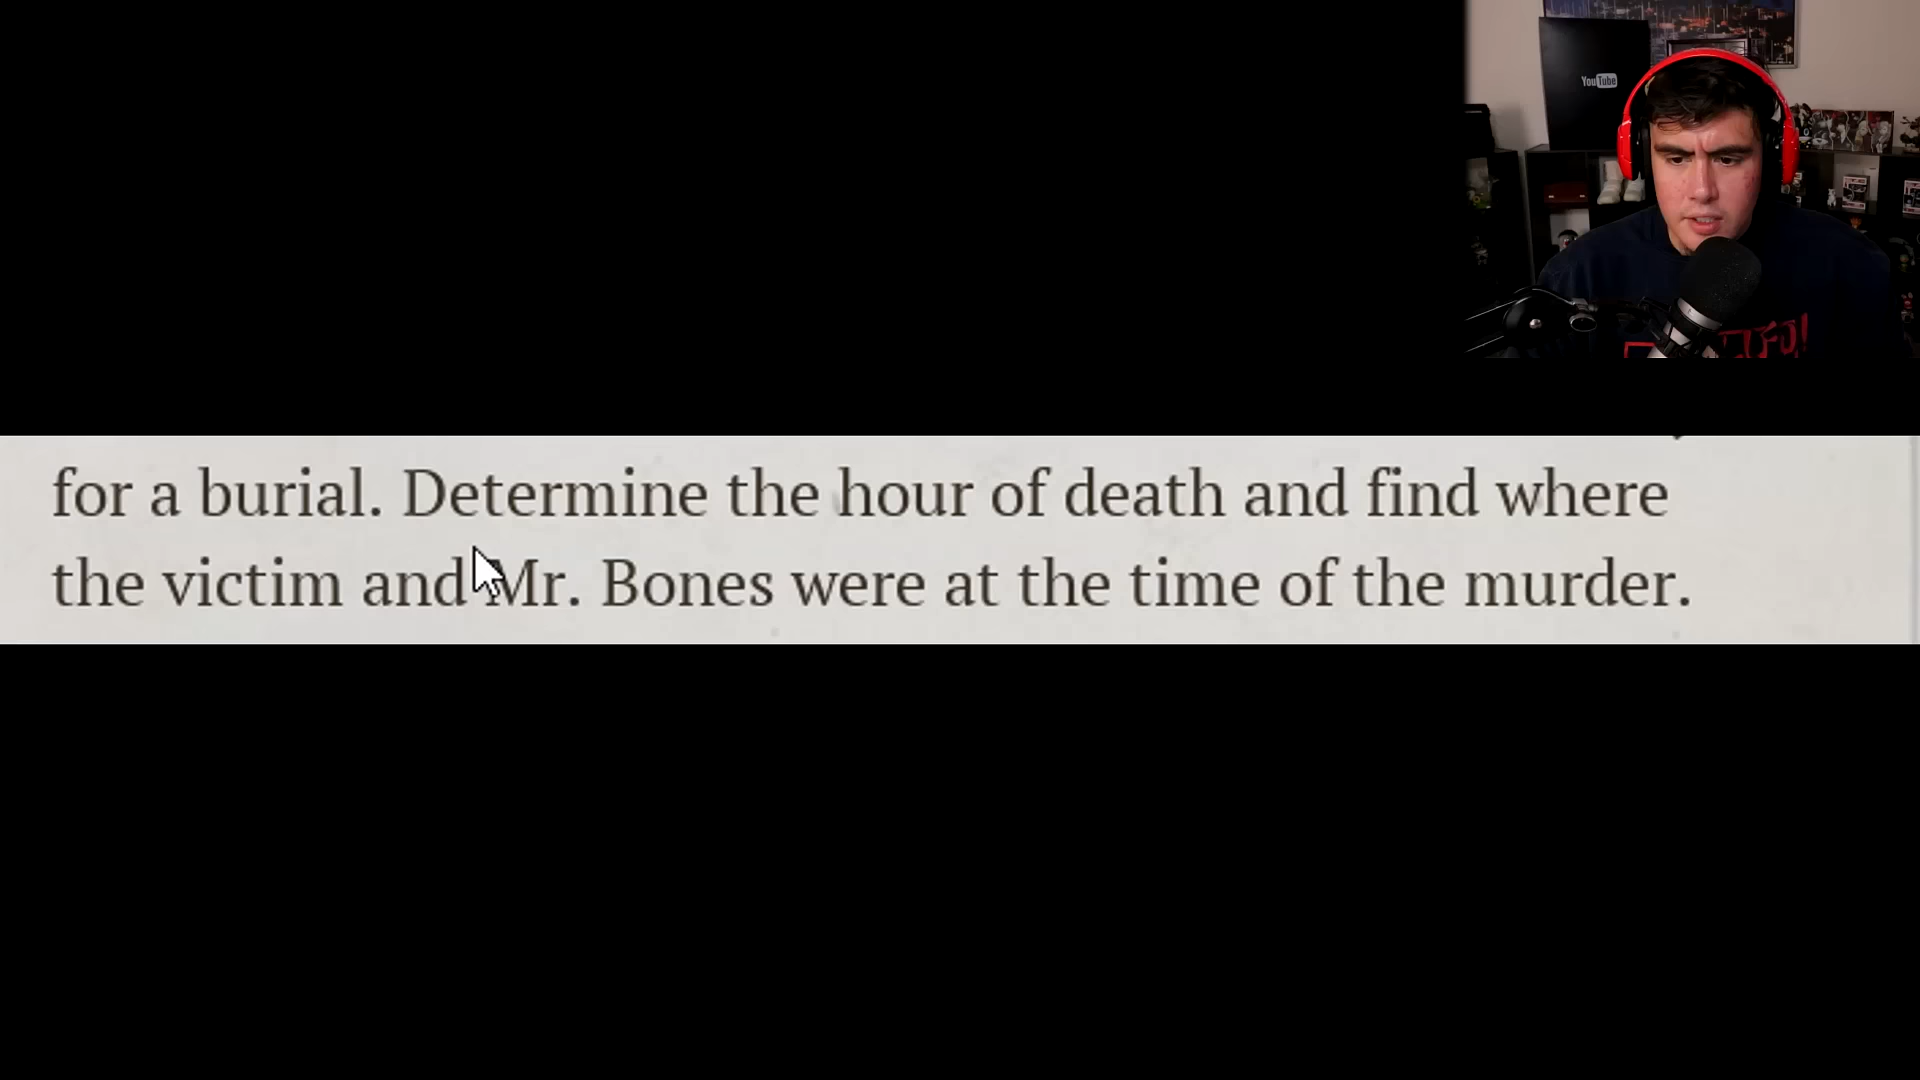 YouTube
for a burial. Determine the hour of death and find where
the victim and Mr. Bones were at the time of the murder.